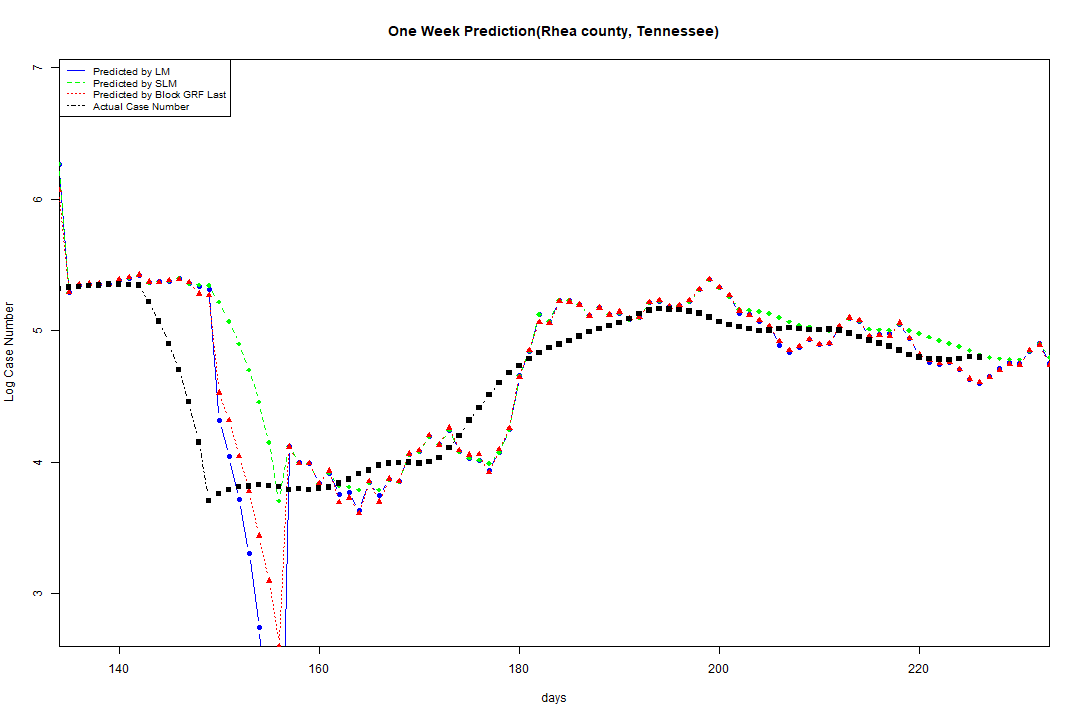 One Week Prediction(Rhea county, Tennessee)
Predicted by LM
Predicted by SLM
Predicted by Block GRF Last
Actual Case Number
Log Case Number
7
6
5
4
3
140 160 180 200 220
days